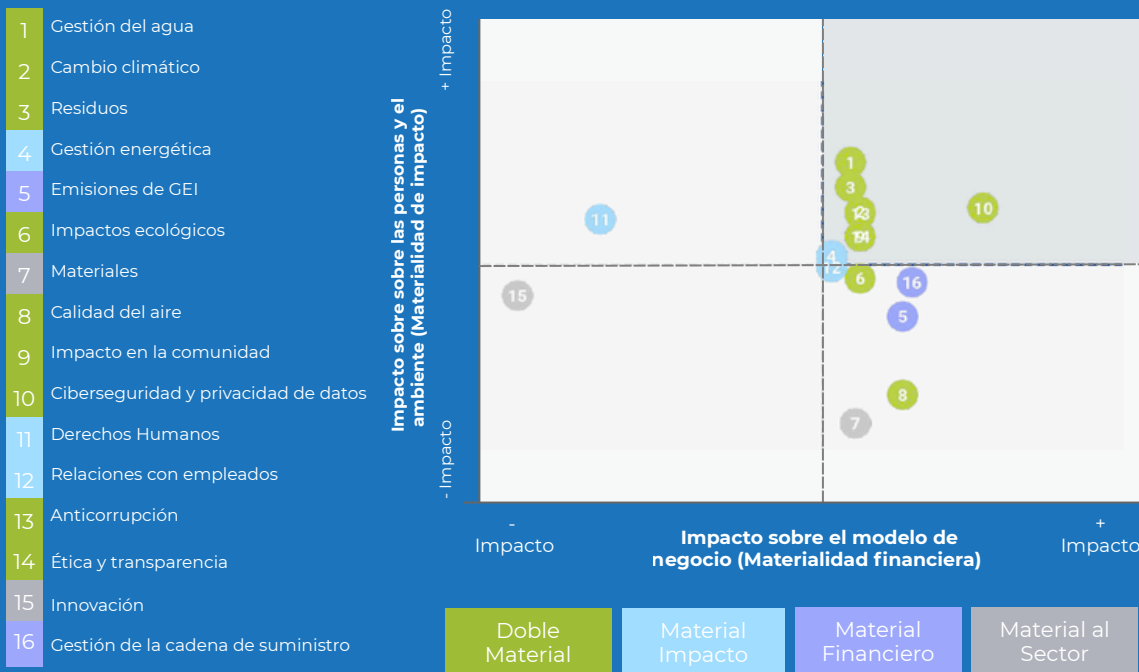 1 Gestión del agua
2 Cambio climático
3 Residuos
4 Gestión energética
5 Emisiones de GEI
6 Impactos ecológicos
7 Materiales
8 Calidad del aire
9 Impacto en la comunidad
10 Ciberseguridad y privacidad de datos
11 Derechos Humanos
12 Relaciones con empleados
13 Anticorrupción
14 Ética y transparencia
15 Innovación
16 Gestión de la cadena de suministro
+ Impacto
Impacto sobre las personas y el
ambiente (Materialidad de impacto)
- Impacto
1
3
2
13
10
11
9
14
4
12
6
16
15
5
8
7
-
Impacto
Impacto sobre el modelo de
negocio (Materialidad financiera)
+
Impacto
Doble
Material
Material
Impacto
Material
Financiero
Material al
Sector